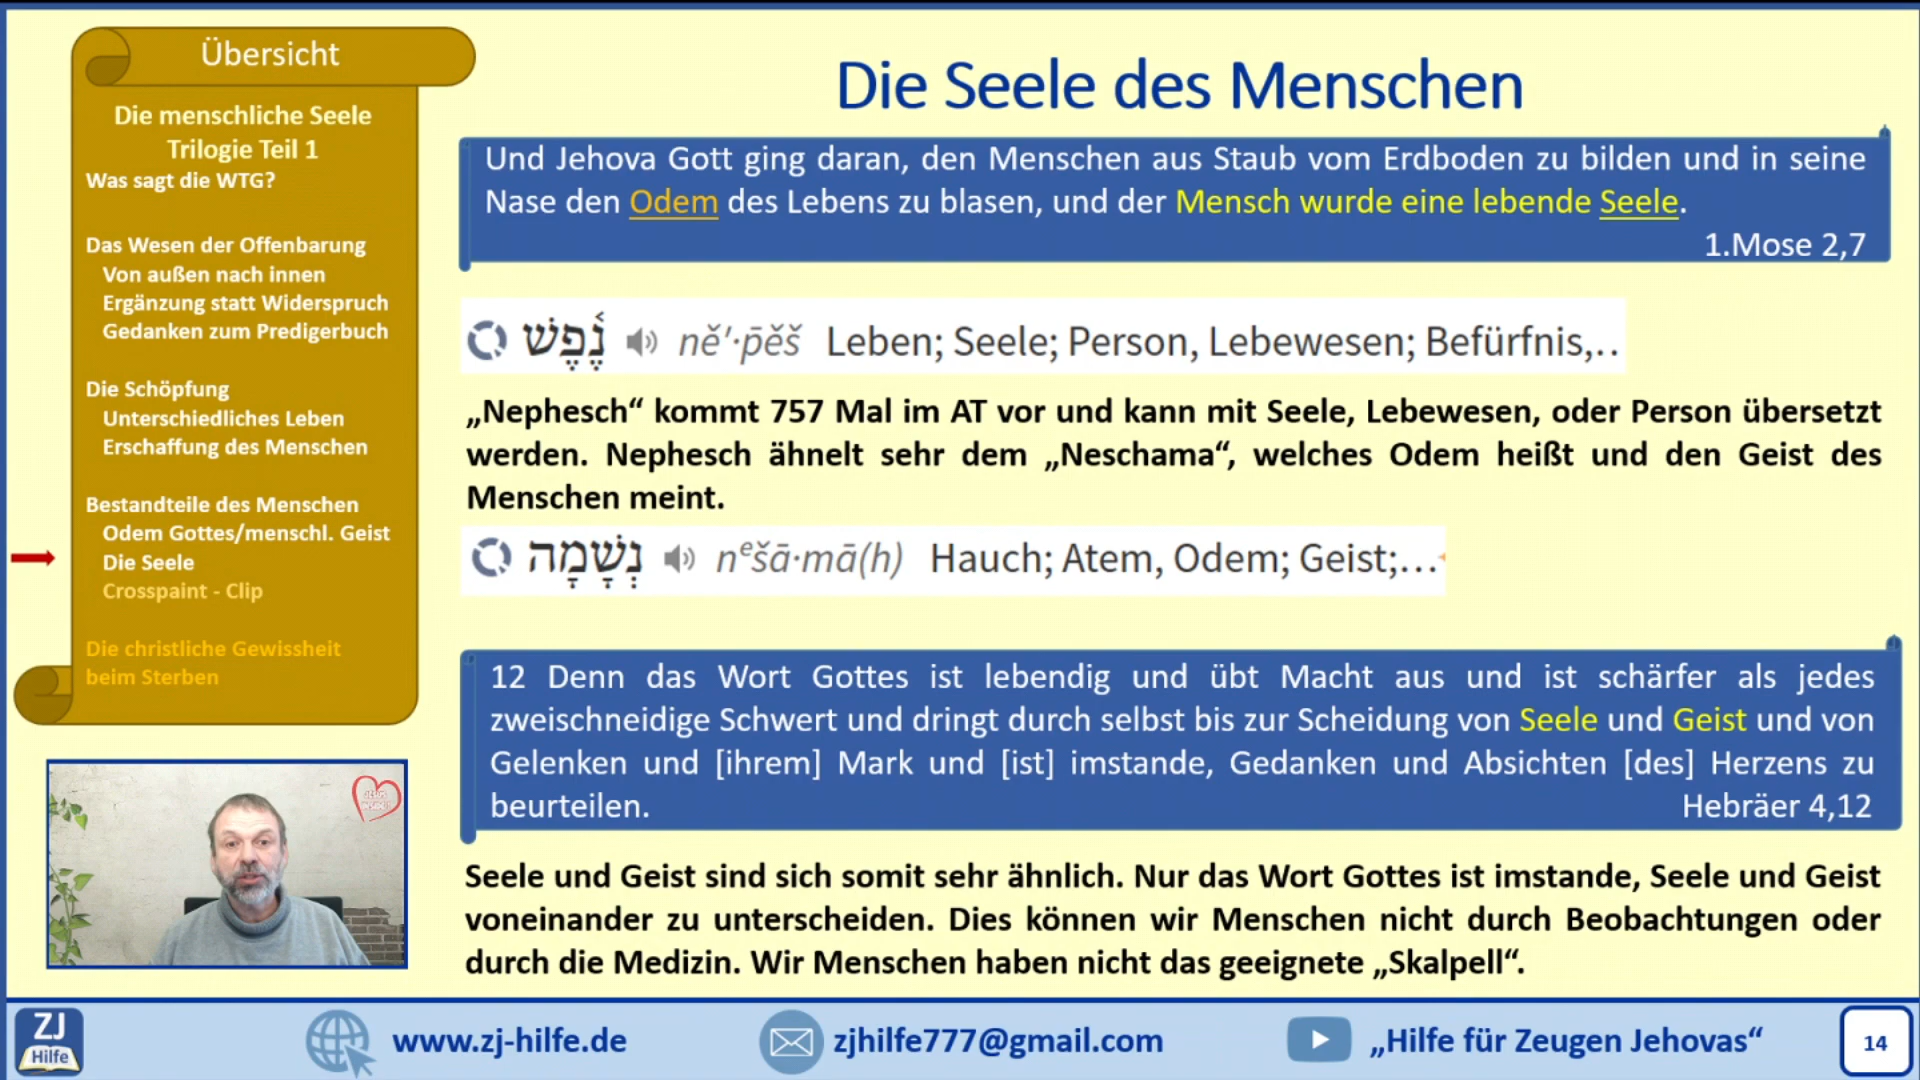 Übersicht
Die menschliche Seele
Trilogie Teil 1
Was sagt die WTG?
Das Wesen der Offenbarung
Von außen nach innen
Ergänzung statt Widerspruch
Gedanken zum Predigerbuch
Die Schöpfung
Unterschiedliches Leben
Erschaffung des Menschen
Bestandteile des Menschen
Odem Gottes/menschl. Geist
Die Seele
Crosspaint - Clip
Die christliche Gewissheit
beim Sterben
Die Seele des Menschen
Und Jehova Gott ging daran, den Menschen aus Staub vom Erdboden zu bilden und in seine
Nase den Odem des Lebens zu blasen, und der Mensch wurde eine lebende Seele.
1.Mose 2,7
נֶ֫פֶשׁ nĕʹ·p̄ĕš Leben; Seele; Person, Lebewesen; Befürfnis,..
„Nephesch“ kommt 757 Mal im AT vor und kann mit Seele, Lebewesen, oder Person übersetzt
werden. Nephesch ähnelt sehr dem „Neschama“, welches Odem heißt und den Geist des
Menschen meint.
נְשָׁמָה nᵉšā·mā(h) Hauch; Atem, Odem; Geist;...
12 Denn das Wort Gottes ist lebendig und übt Macht aus und ist schärfer als jedes
zweischneidige Schwert und dringt durch selbst bis zur Scheidung von Seele und Geist und von
Gelenken und [ihrem] Mark und [ist] imstande, Gedanken und Absichten [des] Herzens zu
beurteilen.
Hebräer 4,12
Seele und Geist sind sich somit sehr ähnlich. Nur das Wort Gottes ist imstande, Seele und Geist
voneinander zu unterscheiden. Dies können wir Menschen nicht durch Beobachtungen oder
durch die Medizin. Wir Menschen haben nicht das geeignete „Skalpell“.
JESUS
INSIDE!
ZJ
Hilfe
www.zj-hilfe.de
zjhilfe777@gmail.com
„Hilfe für Zeugen Jehovas“
14